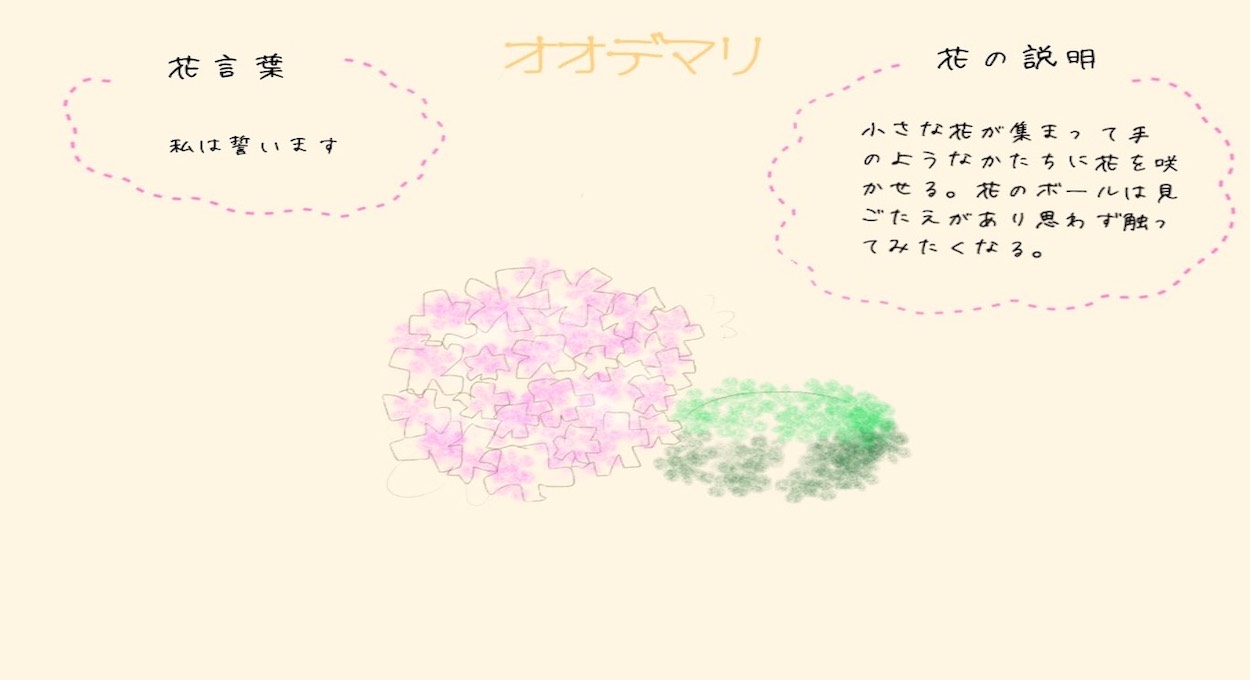 オオデマリ
花言葉
私は誓います
花の説明
小さな花が集まって手
のようなかたちに花を咲
かせる。花のボールは見
ごたえがあり思わず触っ
てみたくなる。